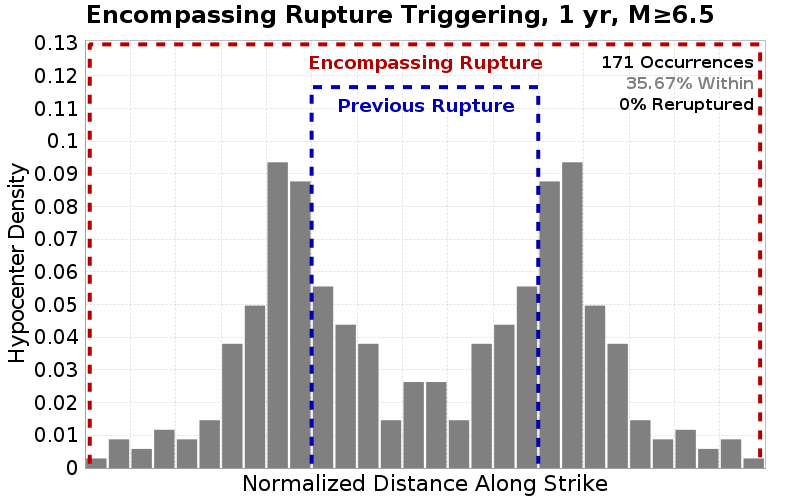 Encompassing Rupture Triggering, 1 yr, M≥6.5
Hypocenter Density
0.13
0.12
0.11
0.1
0.09
0.08
0.07
0.06
0.05
0.04
0.03
0.02
0.01
0
Encompassing Rupture
Previous Rupture
171 Occurrences
35.67% Within
0% Reruptured
Normalized Distance Along Strike